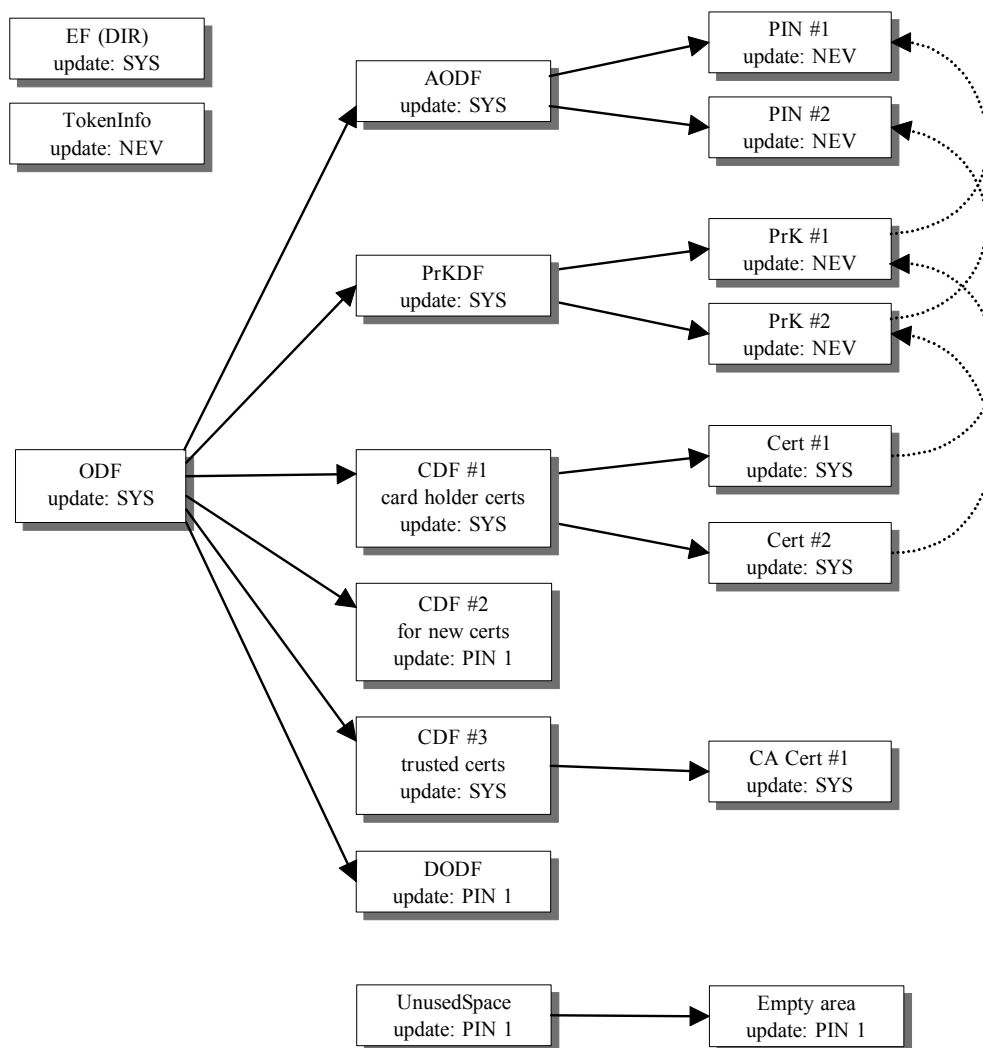 EF (DIR)
update: SYS
TokenInfo
update: NEV
ODF
update: SYS
AODF
update: SYS
PrKDF
update: SYS
CDF #1
card holder certs
update: SYS
CDF #2
for new certs
update: PIN 1
CDF #3
trusted certs
update: SYS
DODF
update: PIN 1
UnusedSpace
update: PIN 1
PIN #1
update: NEV
PIN #2
update: NEV
PrK #1
update: NEV
PrK #2
update: NEV
Cert #1
update: SYS
Cert #2
update: SYS
CA Cert #1
update: SYS
Empty area
update: PIN 1